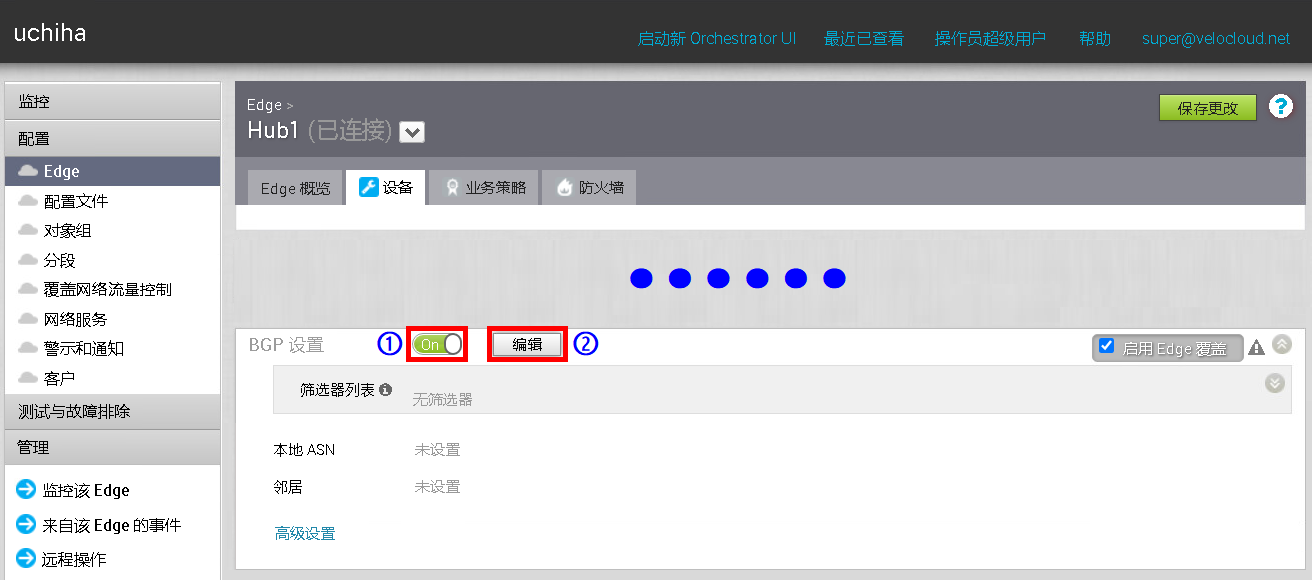 uchiha
启动新 Orchestrator UI 最近已查看 操作员超级用户 帮助 super@velocloud.net
监控
配置
Edge
配置文件
对象组
分段
覆盖网络流量控制
网络服务
警示和通知
客户
测试与故障排除
管理
监控该 Edge
来自该 Edge 的事件
远程操作
Edge >
Hub1 (已连接)
保存更改 ?
Edge 概览 设备 业务策略 防火墙
BGP 设置 ① On 编辑 ② 启用 Edge 覆盖
筛选器列表 无筛选器
本地 ASN 未设置
邻居 未设置
高级设置